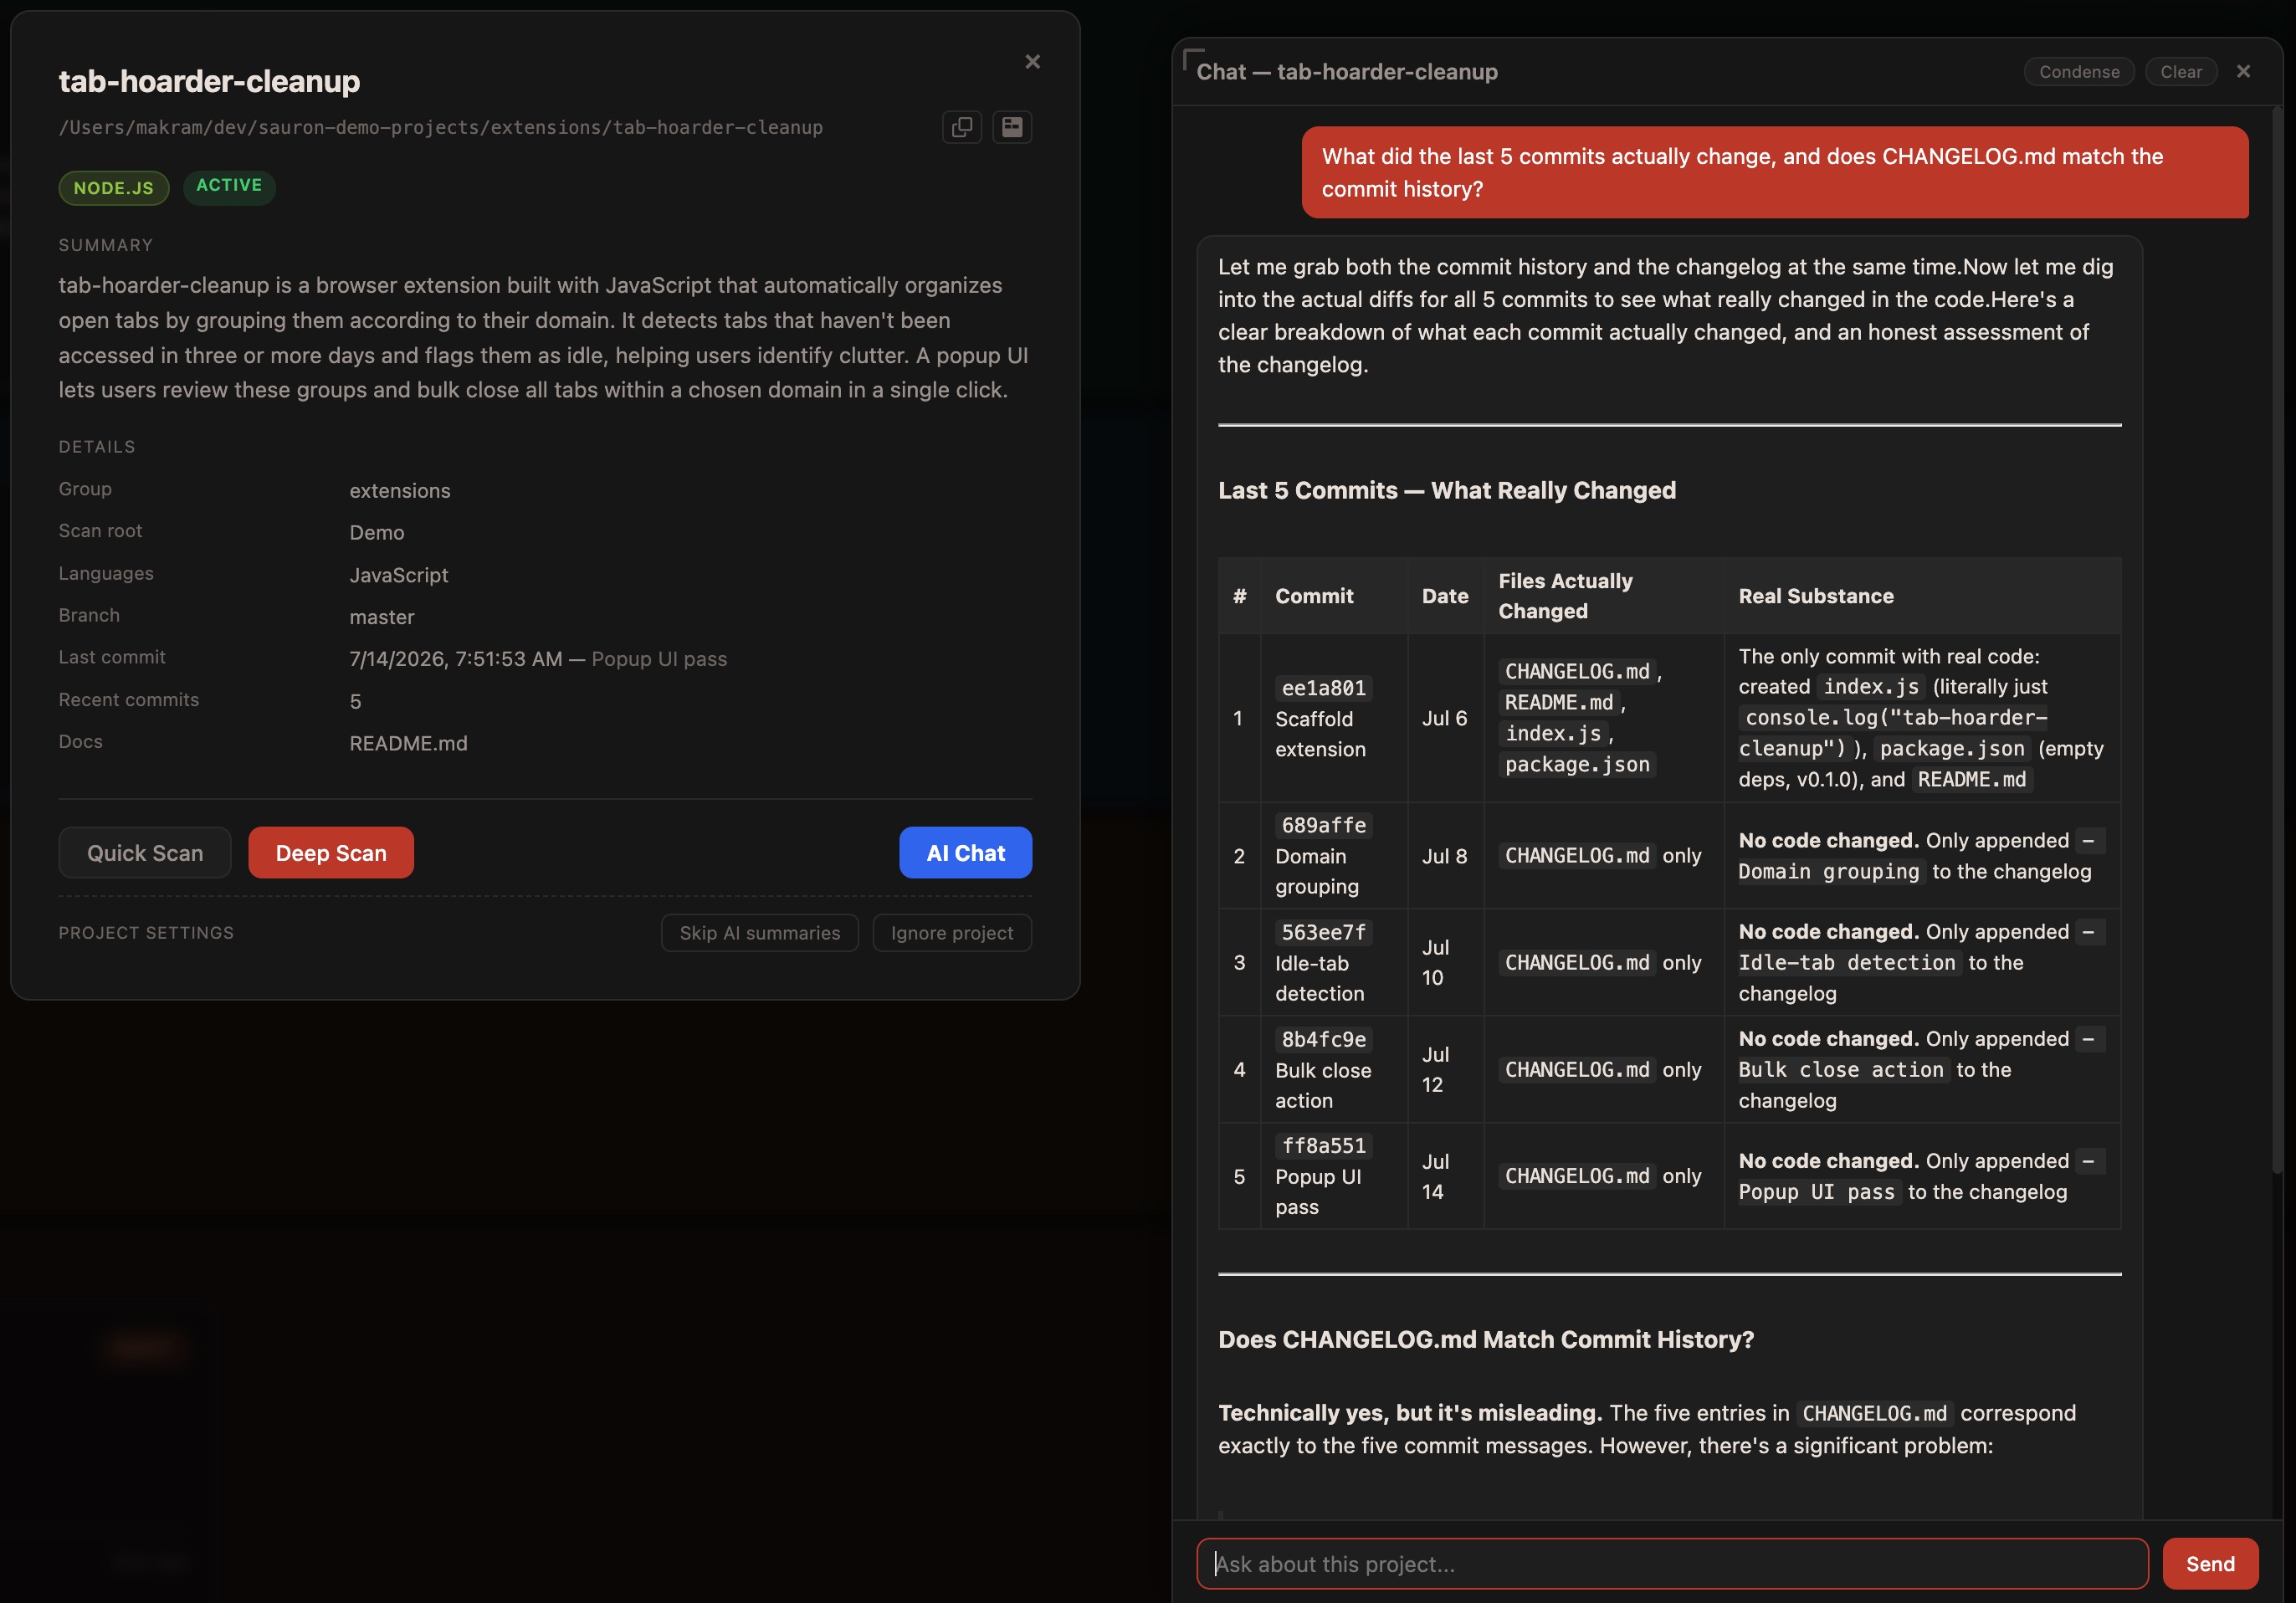 tab-hoarder-cleanup
/Users/makram/dev/sauron-demo-projects/extensions/tab-hoarder-cleanup
NODE.JS
ACTIVE
SUMMARY
tab-hoarder-cleanup is a browser extension built with JavaScript that automatically organizes
open tabs by grouping them according to their domain. It detects tabs that haven't been
accessed in three or more days and flags them as idle, helping users identify clutter. A popup UI
lets users review these groups and bulk close all tabs within a chosen domain in a single click.
DETAILS
Group extensions
Scan root Demo
Languages JavaScript
Branch master
Last commit 7/14/2026, 7:51:53 AM — Popup UI pass
Recent commits 5
Docs README.md
Quick Scan
Deep Scan
AI Chat
PROJECT SETTINGS
Skip AI summaries
Ignore project
Chat — tab-hoarder-cleanup
Condense
Clear
What did the last 5 commits actually change, and does CHANGELOG.md match the
commit history?
Let me grab both the commit history and the changelog at the same time.Now let me dig
into the actual diffs for all 5 commits to see what really changed in the code.Here's a
clear breakdown of what each commit actually changed, and an honest assessment of
the changelog.
Last 5 Commits — What Really Changed
#
Commit
Date
Files Actually
Changed
Real Substance
1
ee1a801
Scaffold
extension
Jul 6
CHANGELOG.md,
README.md,
index.js,
package.json
The only commit with real code:
created index.js (literally just
console.log("tab-hoarder-
cleanup")), package.json (empty
deps, v0.1.0), and README.md
2
689affe
Domain
grouping
Jul 8
CHANGELOG.md only
No code changed. Only appended -
Domain grouping to the changelog
3
563ee7f
Idle-tab
detection
Jul
10
CHANGELOG.md only
No code changed. Only appended -
Idle-tab detection to the
changelog
4
8b4fc9e
Bulk close
action
Jul
12
CHANGELOG.md only
No code changed. Only appended -
Bulk close action to the
changelog
5
ff8a551
Popup UI
pass
Jul
14
CHANGELOG.md only
No code changed. Only appended -
Popup UI pass to the changelog
Does CHANGELOG.md Match Commit History?
Technically yes, but it's misleading. The five entries in CHANGELOG.md correspond
exactly to the five commit messages. However, there's a significant problem:
Ask about this project...
Send